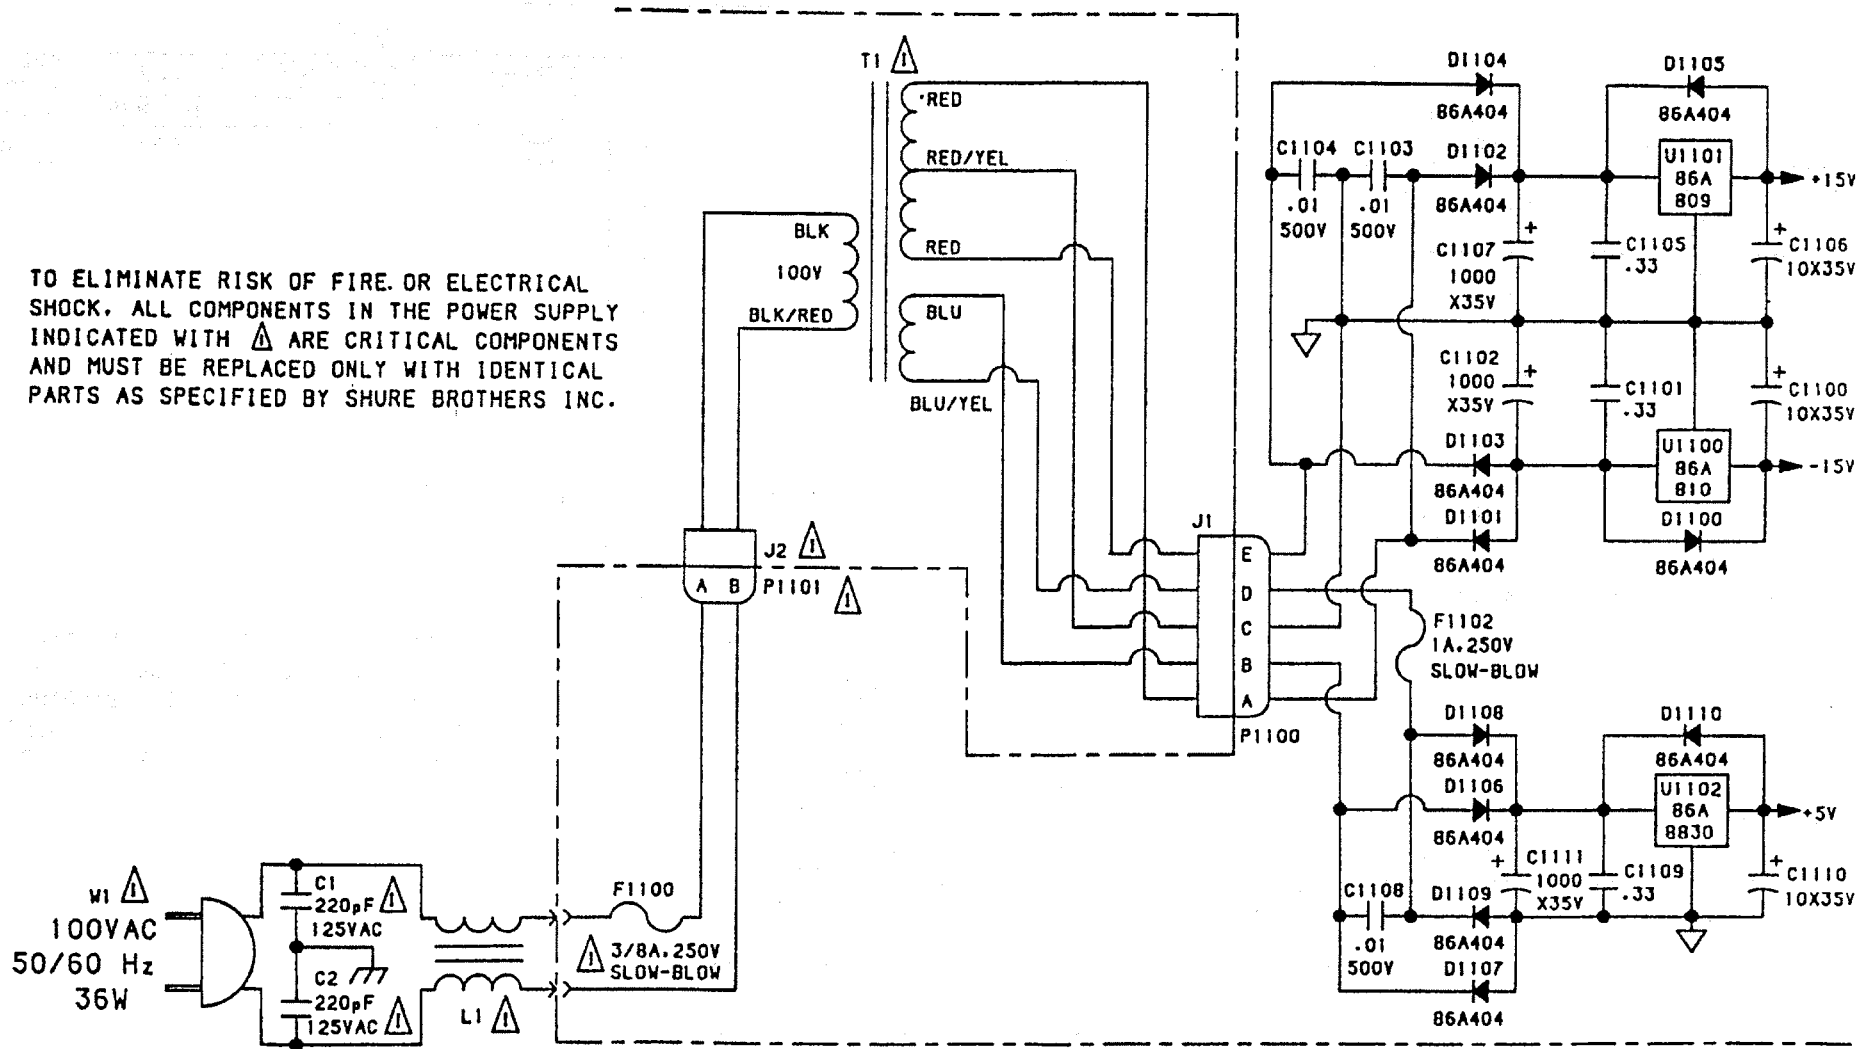 TO ELIMINATE RISK OF FIRE. OR ELECTRICAL
SHOCK. ALL COMPONENTS IN THE POWER SUPPLY
INDICATED WITH ARE CRITICAL COMPONENTS
AND MUST BE REPLACED ONLY WITH IDENTICAL
PARTS AS SPECIFIED BY SHURE BROTHERS INC.
T1
RED
RED/YEL
RED
BLK
100V
BLK/RED
BLU
BLU/YEL
J2
A B
P1101
J1
E
D
C
B
A
P1100
W1
100VAC
50/60 Hz
36W
C1
220pF
125VAC
C2
220pF
125VAC
L1
F1100
3/8A.250V
SLOW-BLOW
D1104
86A404
D1105
86A404
C1104
.01
500V
C1103
.01
500V
D1102
86A404
U1101
86A
809
+15V
C1107
1000
X35V
+
C1105
.33
+
C1106
10X35V
C1102
1000
X35V
+
C1101
.33
+
C1100
10X35V
D1103
86A404
U1100
86A
810
-15V
D1101
86A404
D1100
86A404
F1102
1A.250V
SLOW-BLOW
D1108
86A404
D1110
86A404
D1106
86A404
U1102
86A
8830
+5V
+
C1111
1000
X35V
C1109
.33
+
C1110
10X35V
C1108
.01
500V
D1109
86A404
D1107
86A404